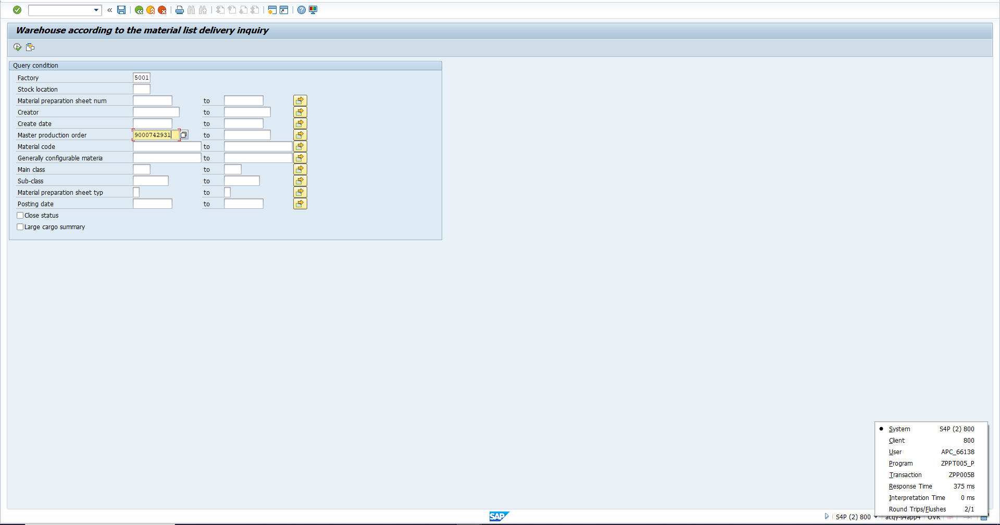 Warehouse according to the material list delivery inquiry
Query condition
Factory 5001
Stock location
Material preparation sheet num to
Creator to
Create date to
Master production order 9000742931 to
Material code to
Generally configurable materia to
Main class to
Sub-class to
Material preparation sheet typ to
Posting date to
Close status
Large cargo summary
System S4P (2) 800
Client 800
User APC_66138
Program ZPPT005_P
Transaction ZPP005B
Response Time 375 ms
Interpretation Time 0 ms
Round Trips/Flushes 2/1
SAP S4P (2) 800 acqy-s4app4 OVR